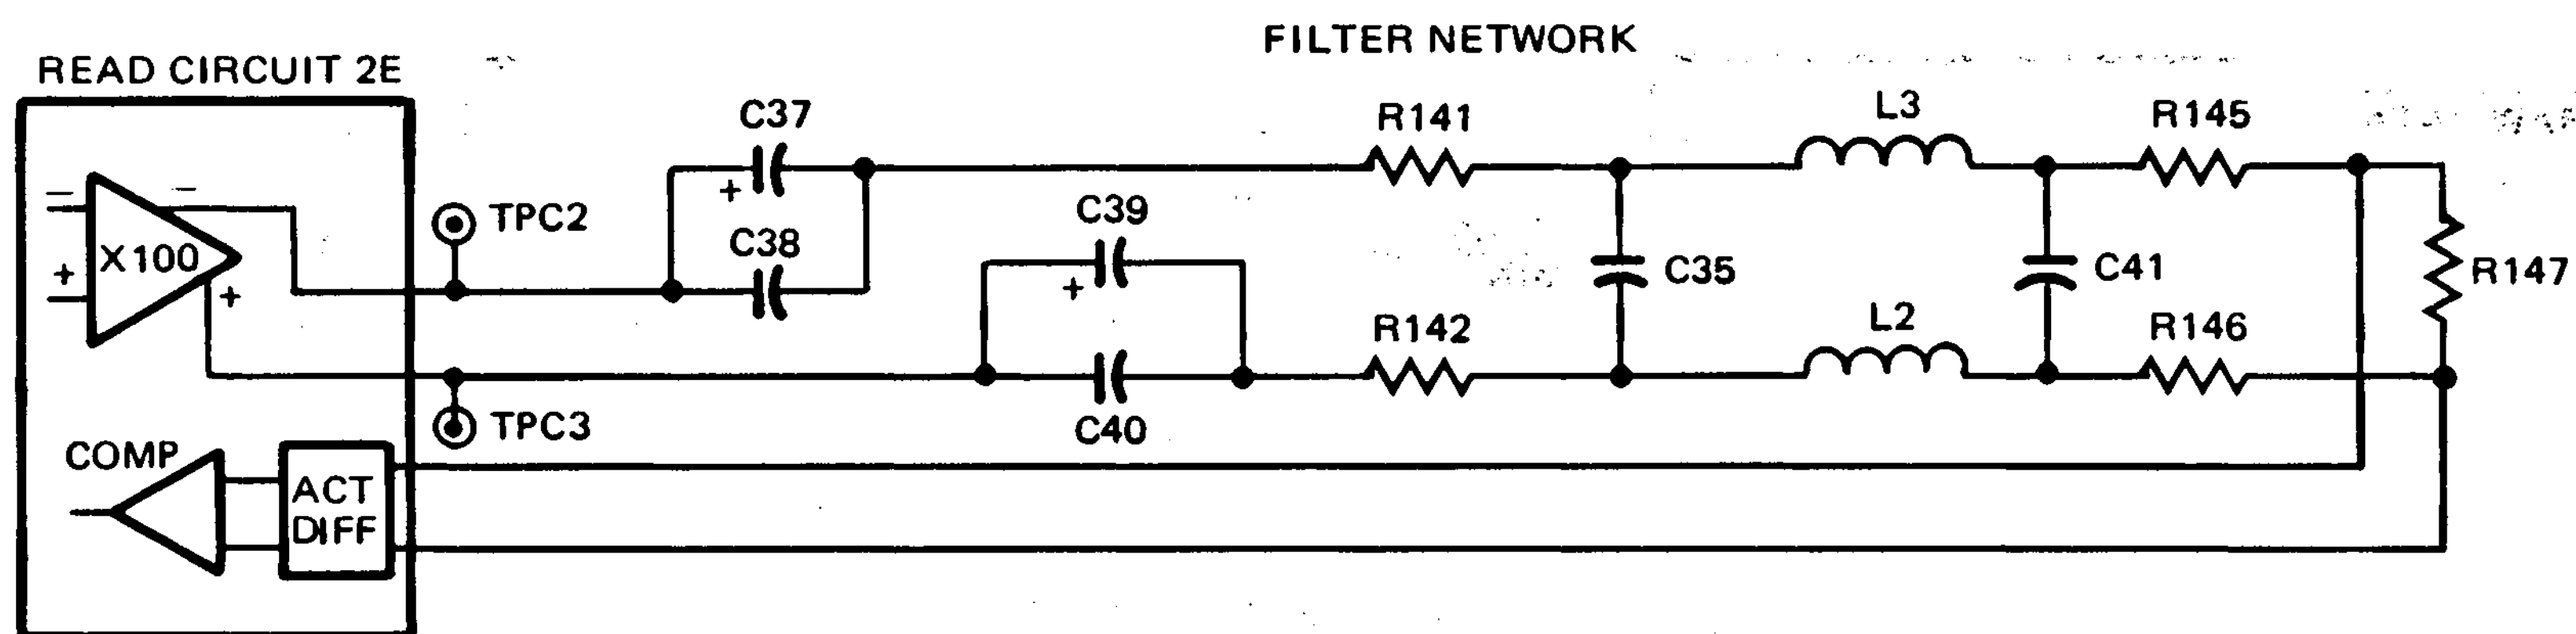 FILTER NETWORK
READ CIRCUIT 2E
C37
R141
L3
R145
–
–
+
TPC2
C39
X100
C38
+
C35
C41
R147
+
+
R142
L2
R146
TPC3
C40
COMP
ACT
DIFF